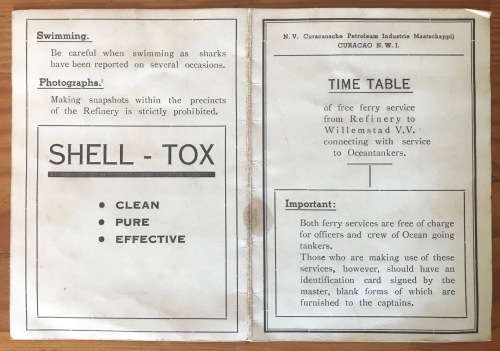 Swimming.
Be careful when swimming as sharks
have been reported on several occasions.
Photographs.
Making snapshots within the precincts
of the Refinery is strictly prohibited.
SHELL - TOX
• CLEAN
• PURE
• EFFECTIVE
N. V. Curacaosche Petroleum Industrie Maatschappij
CURACAO N.W.I.
TIME TABLE
of free ferry service
from Refinery to
Willemstad V.V.
connecting with service
to Oceantankers.
Important:
Both ferry services are free of charge
for officers and crew of Ocean going
tankers.
Those who are making use of these
services, however, should have an
identification card signed by the
master, blank forms of which are
furnished to the captains.